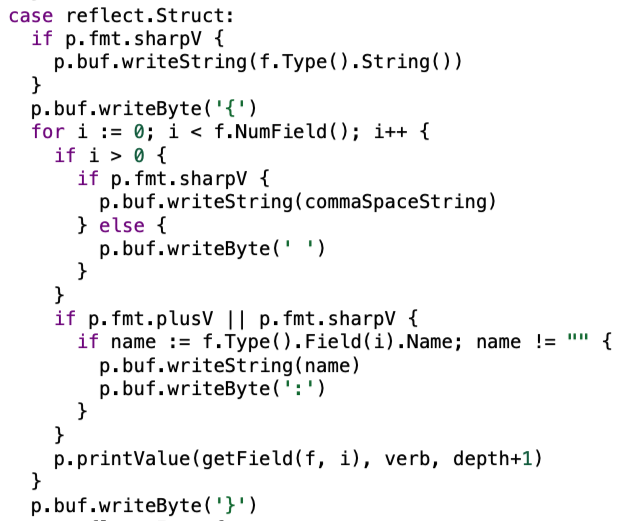 case reflect.Struct:
  if p.fmt.sharpV {
    p.buf.writeString(f.Type().String())
  }
  p.buf.writeByte('{')
  for i := 0; i < f.NumField(); i++ {
    if i > 0 {
      if p.fmt.sharpV {
        p.buf.writeString(commaSpaceString)
      } else {
        p.buf.writeByte(' ')
      }
    }
    if p.fmt.plusV || p.fmt.sharpV {
      if name := f.Type().Field(i).Name; name != "" {
        p.buf.writeString(name)
        p.buf.writeByte(':')
      }
    }
    p.printValue(getField(f, i), verb, depth+1)
  }
  p.buf.writeByte('}')